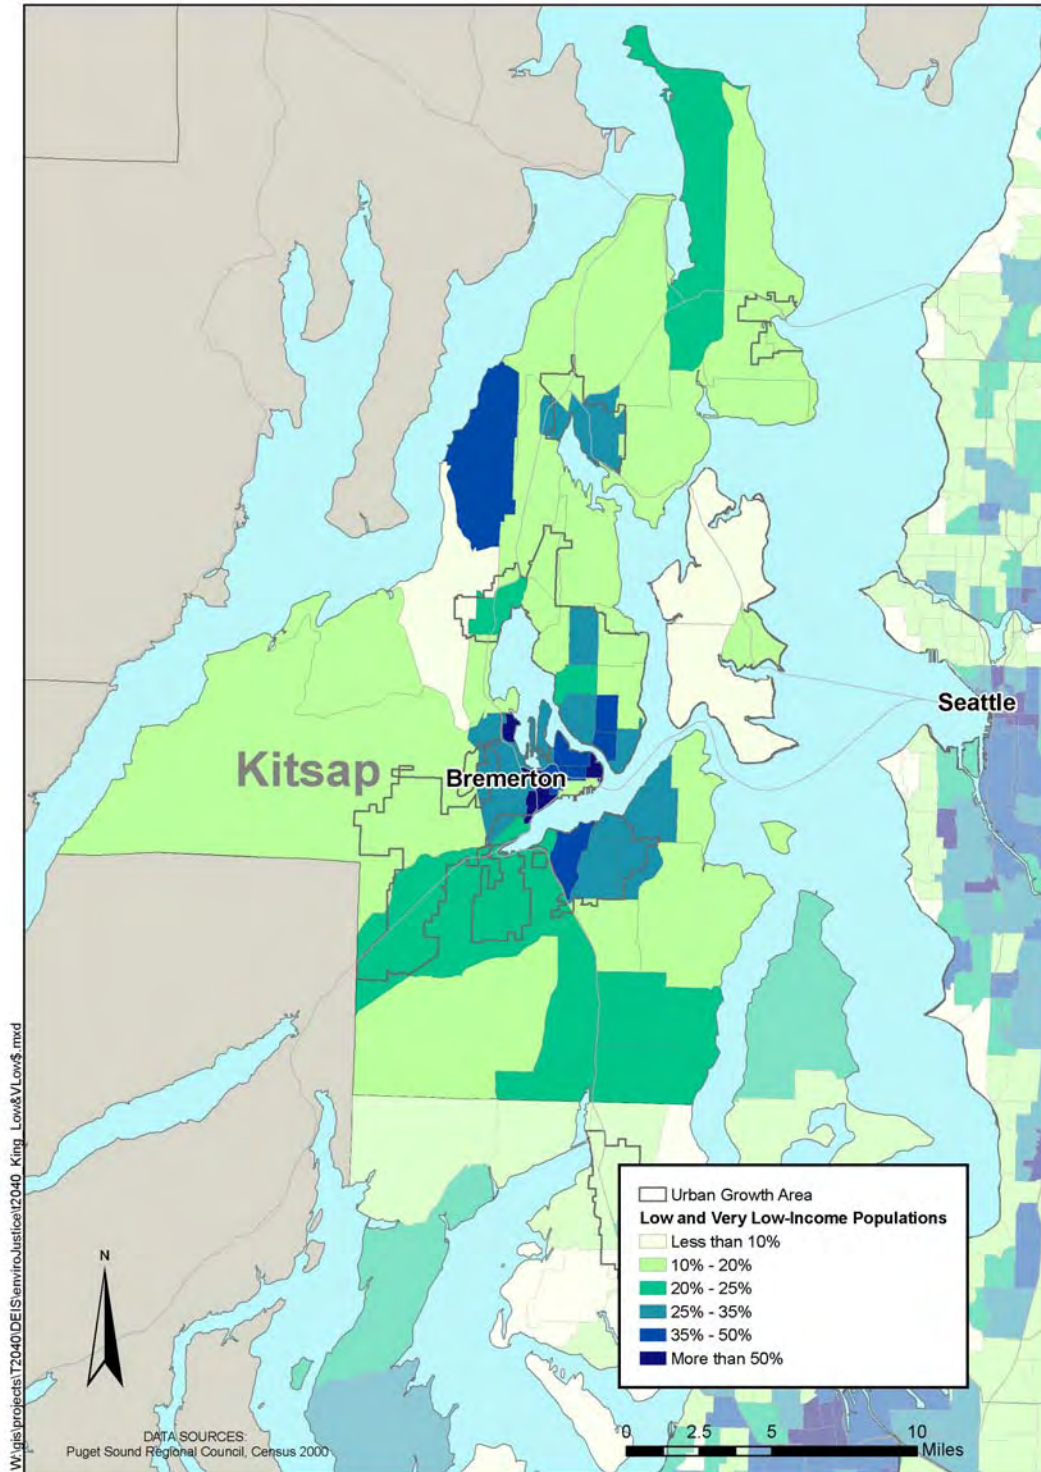 Seattle
Kitsap
Bremerton
Urban Growth Area
Low and Very Low-Income Populations
Less than 10%
10% - 20%
20% - 25%
25% - 35%
35% - 50%
More than 50%
N
DATA SOURCES:
Puget Sound Regional Council, Census 2000
0 2.5 5 10
Miles
W:\gis\projects\T2040\DEIS\enviroJustice\t2040_King_Low&VLow$.mxd